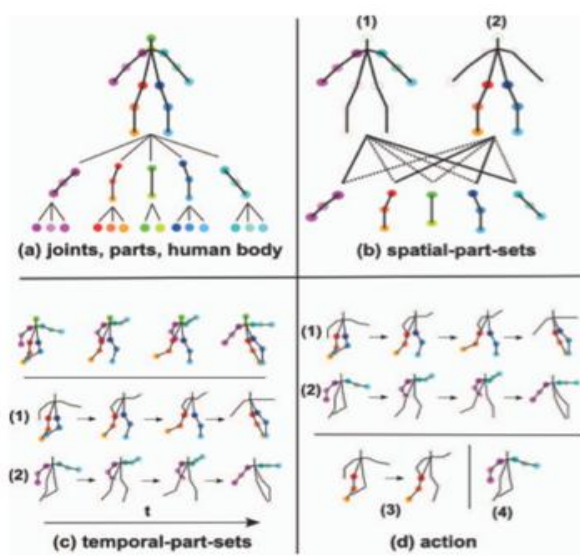 (1)
(2)
(a) joints, parts, human body
(b) spatial-part-sets
(1)
(2)
t
(c) temporal-part-sets
(1)
(2)
(3)
(4)
(d) action